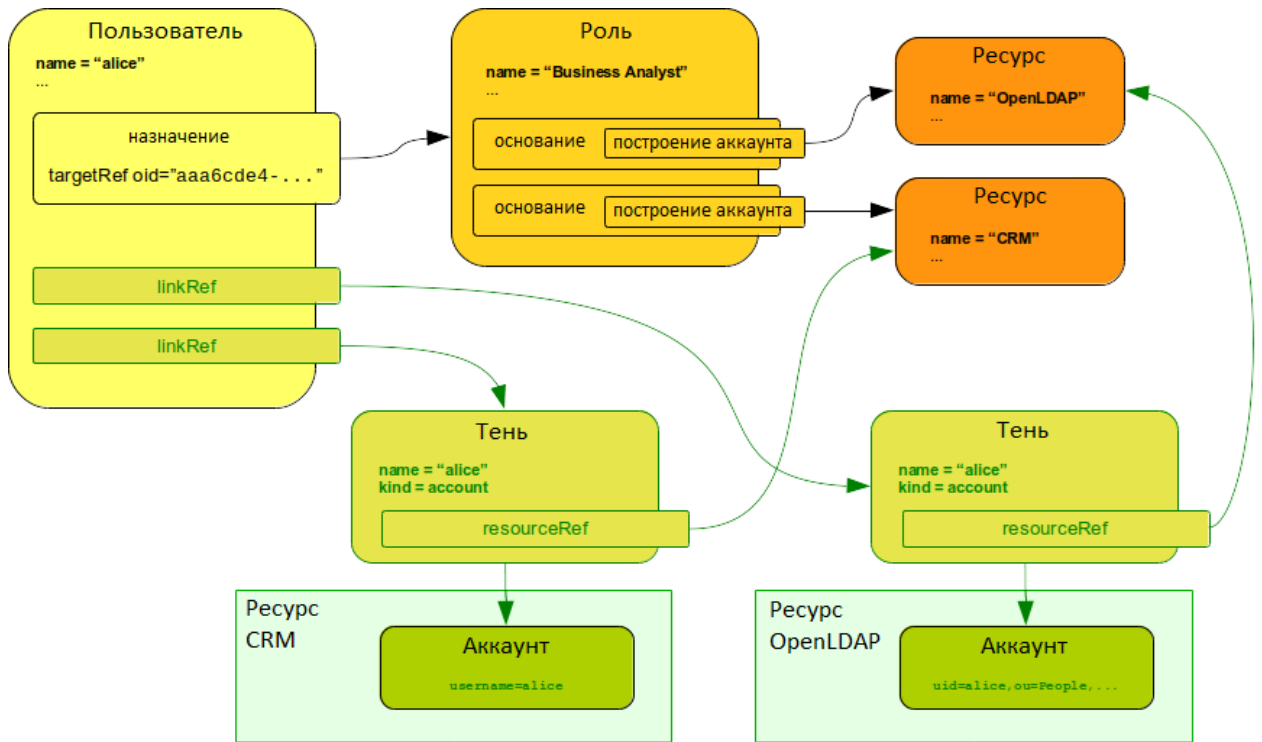 Пользователь
name = “alice”
...
назначение
targetRef oid=”aaa6cde4-...”
linkRef
linkRef
Роль
name = “Business Analyst”
...
основание
построение аккаунта
основание
построение аккаунта
Ресурс
name = “OpenLDAP”
...
Ресурс
name = “CRM”
...
Тень
name = “alice”
kind = account
resourceRef
Тень
name = “alice”
kind = account
resourceRef
Ресурс
CRM
Аккаунт
username=alice
Ресурс
OpenLDAP
Аккаунт
uid=alice,ou=People,...